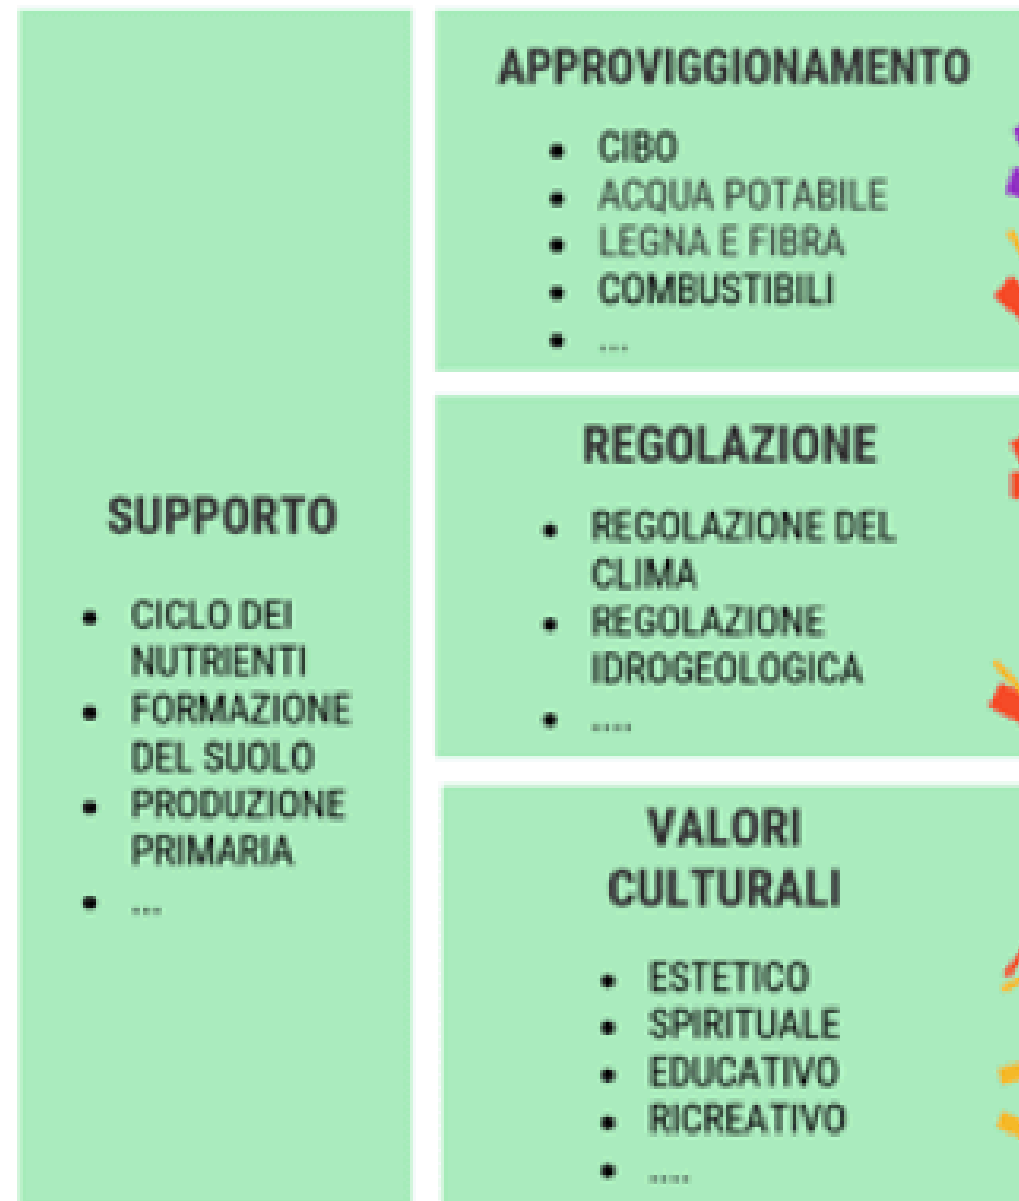 SUPPORTO
• CICLO DEI
NUTRIENTI
• FORMAZIONE
DEL SUOLO
• PRODUZIONE
PRIMARIA
• ...
APPROVIGGIONAMENTO
• CIBO
• ACQUA POTABILE
• LEGNA E FIBRA
• COMBUSTIBILI
• ...
REGOLAZIONE
• REGOLAZIONE DEL
CLIMA
• REGOLAZIONE
IDROGEOLOGICA
• ....
VALORI
CULTURALI
• ESTETICO
• SPIRITUALE
• EDUCATIVO
• RICREATIVO
• ....